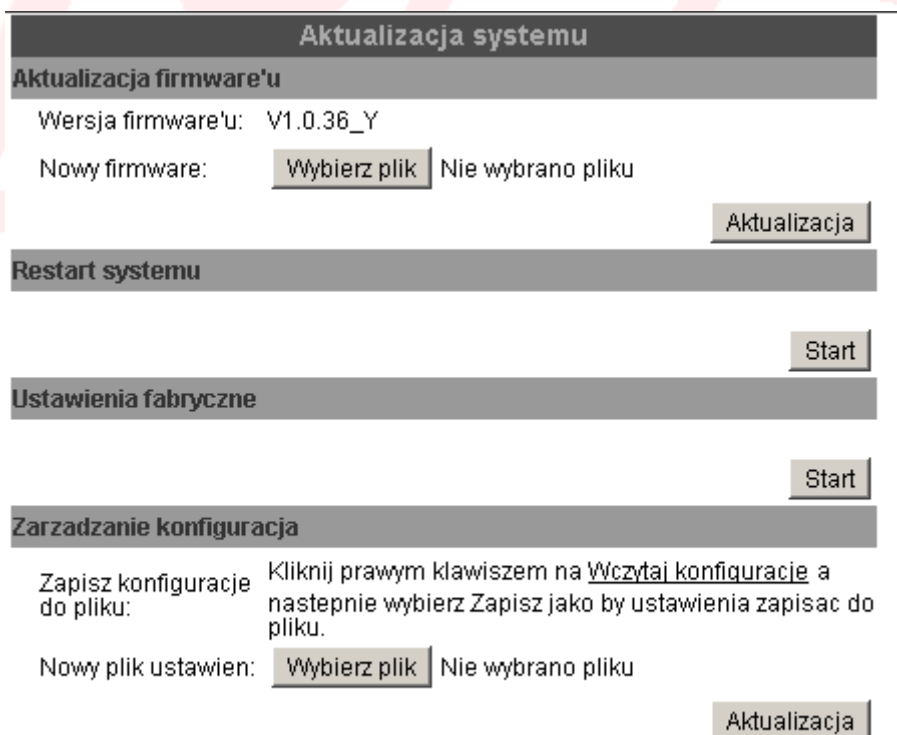 Aktualizacja systemu
Aktualizacja firmware'u
Wersja firmware'u: V1.0.36_Y
Nowy firmware: Wybierz plik Nie wybrano pliku
Aktualizacja
Restart systemu
Start
Ustawienia fabryczne
Start
Zarzadzanie konfiguracja
Zapisz konfiguracje
do pliku:
Kliknij prawym klawiszem na Wczytaj konfiguracje a
nastepnie wybierz Zapisz jako by ustawienia zapisac do
pliku.
Nowy plik ustawien: Wybierz plik Nie wybrano pliku
Aktualizacja